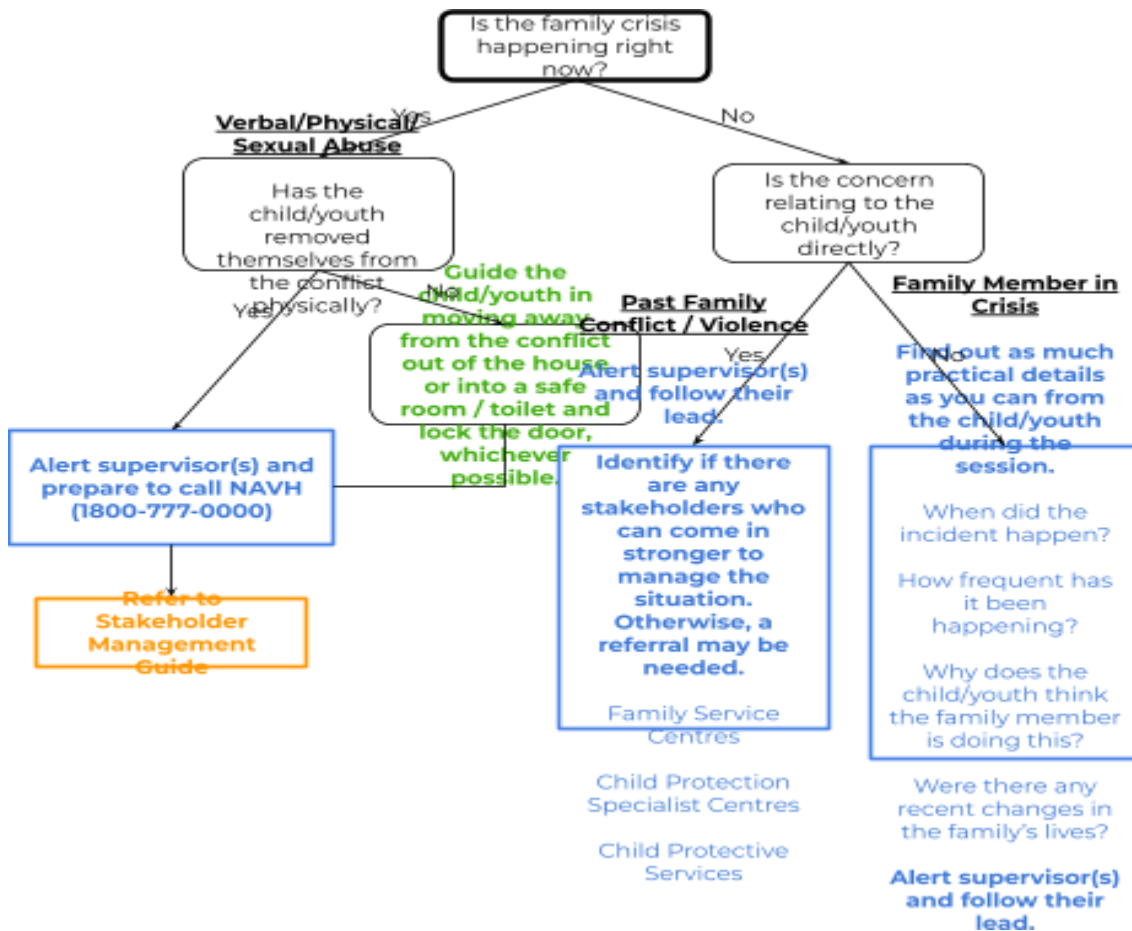 Is the family crisis
happening right
now?
Yes
No
Verbal/Physical/
Sexual Abuse
Has the
child/youth
removed
themselves from
the conflict
physically?
Is the concern
relating to the
child/youth
directly?
Yes
No
Guide the
child/youth in
moving away
from the conflict
out of the house
or into a safe
room / toilet and
lock the door,
whichever
possible.
Alert supervisor(s) and
prepare to call NAVH
(1800-777-0000)
Refer to
Stakeholder
Management
Guide
Past Family
Conflict / Violence
Yes
Alert supervisor(s)
and follow their
lead.
Identify if there
are any
stakeholders who
can come in
stronger to
manage the
situation.
Otherwise, a
referral may be
needed.
Family Service
Centres
Child Protection
Specialist Centres
Child Protective
Services
Family Member in
Crisis
No
Find out as much
practical details
as you can from
the child/youth
during the
session.
When did the
incident happen?
How frequent has
it been
happening?
Why does the
child/youth think
the family member
is doing this?
Were there any
recent changes in
the family's lives?
Alert supervisor(s)
and follow their
lead.